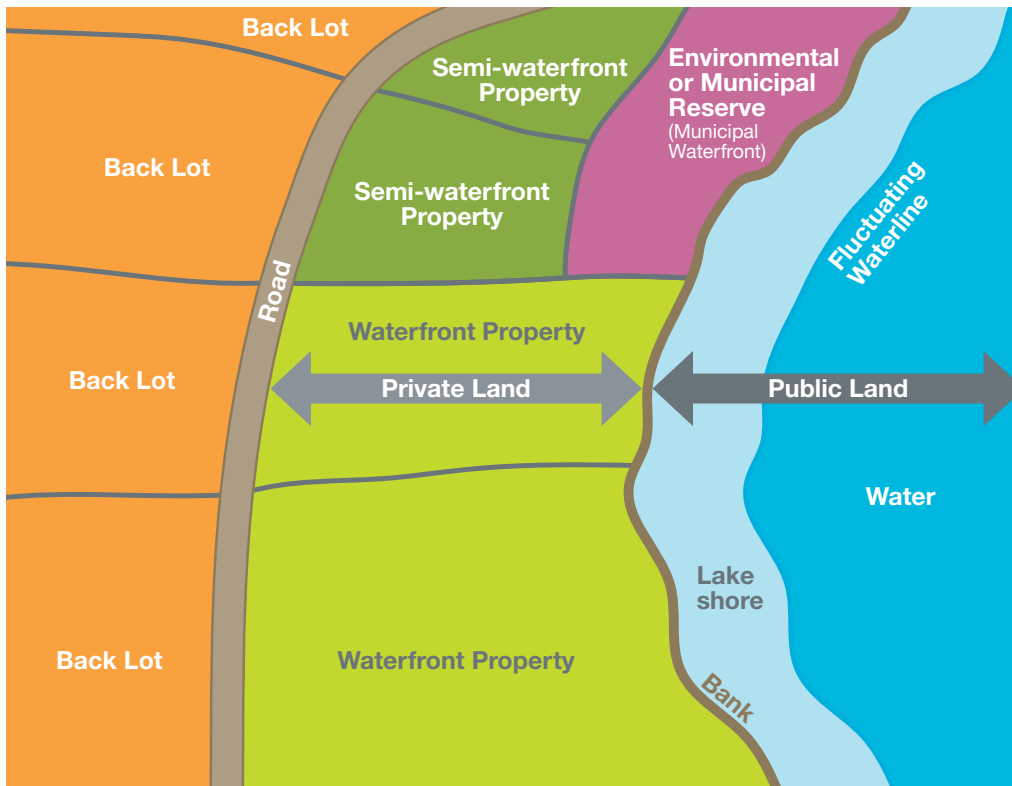 Back Lot
Semi-waterfront
Property
Environmental
or Municipal
Reserve
(Municipal
Waterfront)
Back Lot
Semi-waterfront
Property
Fluctuating
Waterline
Road
Waterfront Property
Back Lot
Private Land
Public Land
Water
Lake
shore
Back Lot
Waterfront Property
Bank